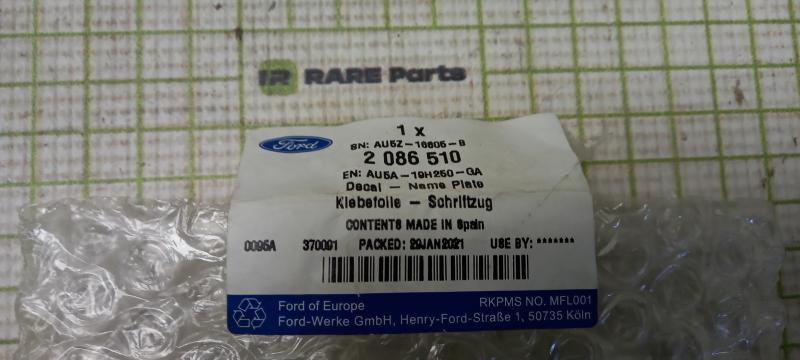 RARE Parts
1 x
Ford
SN: AU5Z-16605-B
2 086 510
EN: AU5A-19H250-GA
Decal - Name Plate
Klebefolie - Schriftzug
CONTENTS MADE IN Spain
0095A 370091 PACKED: 29JAN2021 USE BY: *******
Ford of Europe RKPMS NO. MFL001
Ford-Werke GmbH, Henry-Ford-Straße 1, 50735 Köln